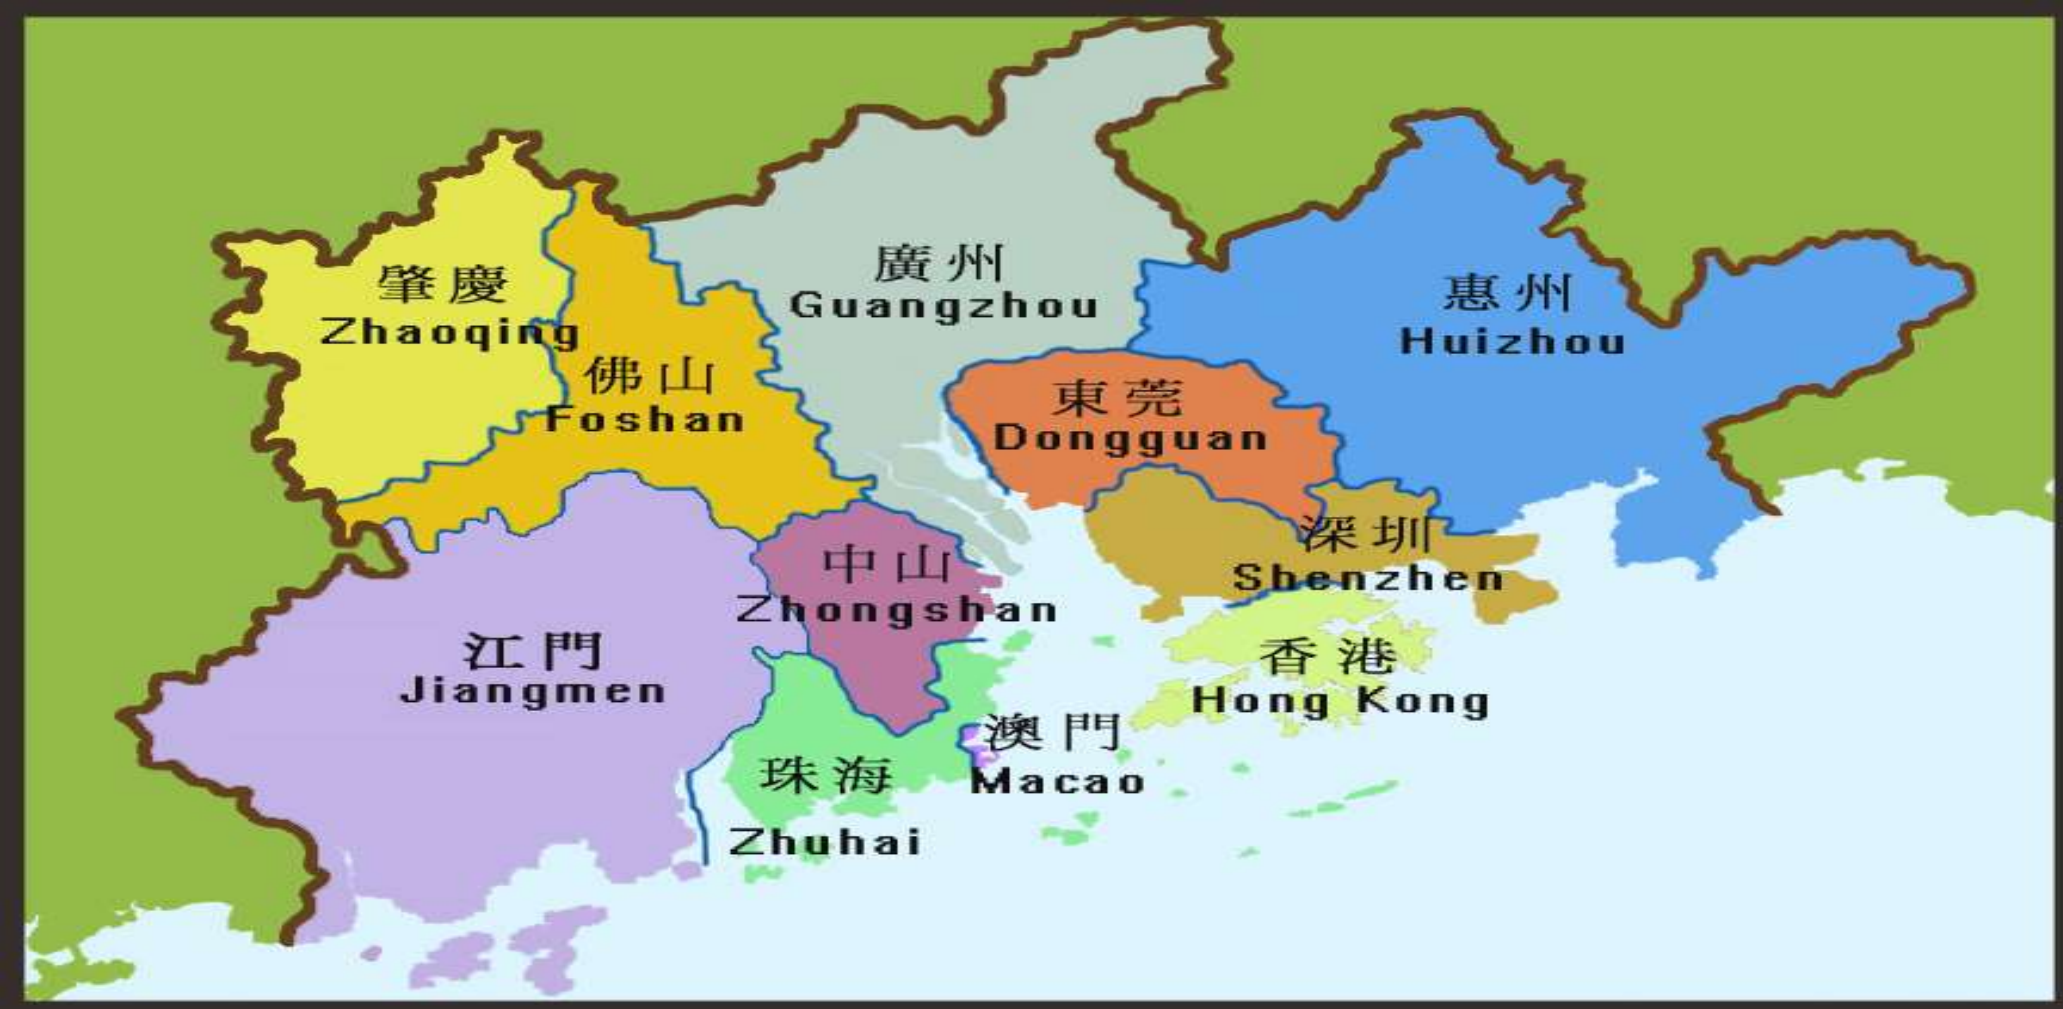 肇慶
Zhaoqing
佛山
Foshan
廣州
Guangzhou
惠州
Huizhou
東莞
Dongguan
深圳
Shenzhen
中山
Zhongshan
江門
Jiangmen
香港
Hong Kong
澳門
Macao
珠海
Zhuhai